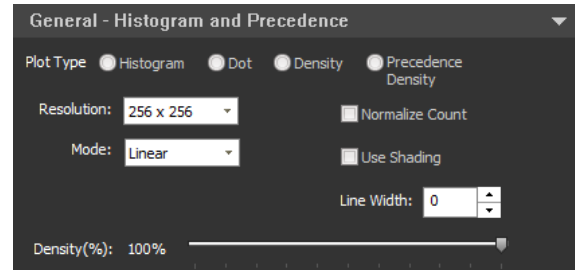 General - Histogram and Precedence
Plot Type Histogram Dot Density Precedence
Density
Resolution: 256 x 256 Normalize Count
Mode: Linear Use Shading
Line Width: 0
Density(%): 100%